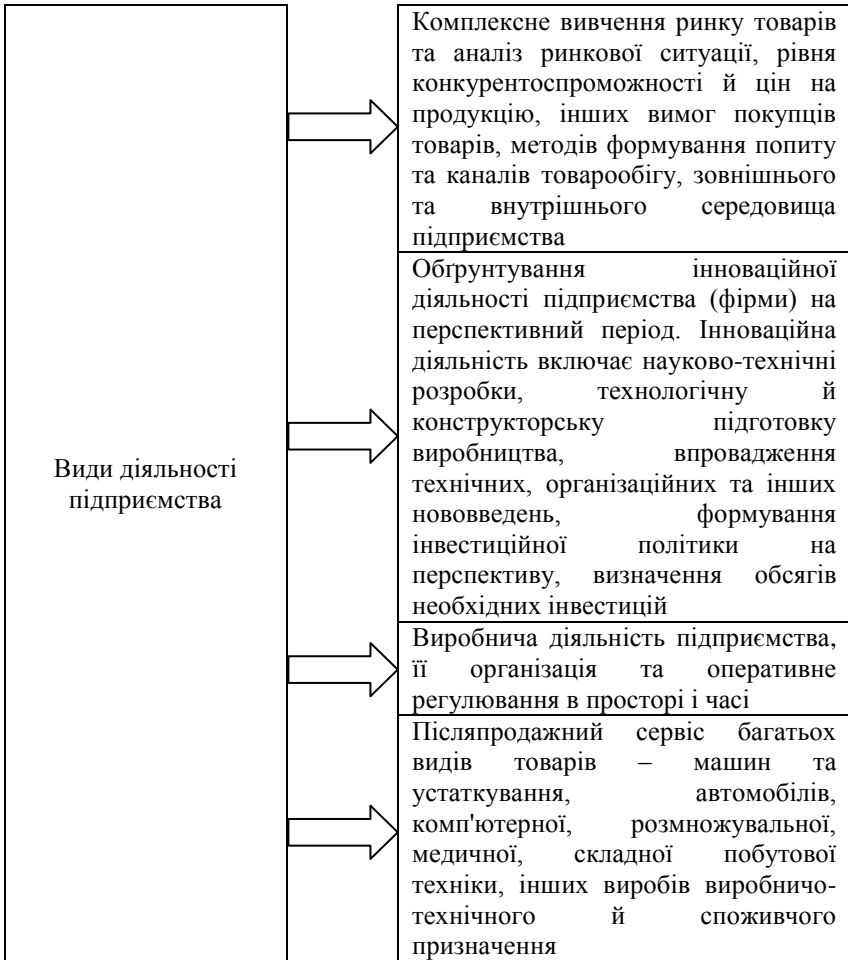 Види діяльності
підприємства
Комплексне вивчення ринку товарів
та аналіз ринкової ситуації, рівня
конкурентоспроможності й цін на
продукцію, інших вимог покупців
товарів, методів формування попиту
та каналів товарообігу, зовнішнього
та внутрішнього середовища
підприємства
Обґрунтування інноваційної
діяльності підприємства (фірми) на
перспективний період. Інноваційна
діяльність включає науково-технічні
розробки, технологічну й
конструкторську підготовку
виробництва, впровадження
технічних, організаційних та інших
нововведень, формування
інвестиційної політики на
перспективу, визначення обсягів
необхідних інвестицій
Виробнича діяльність підприємства,
її організація та оперативне
регулювання в просторі і часі
Післяпродажний сервіс багатьох
видів товарів – машин та
устаткування, автомобілів,
комп'ютерної, розмножувальної,
медичної, складної побутової
техніки, інших виробів виробничо-
технічного й споживчого
призначення